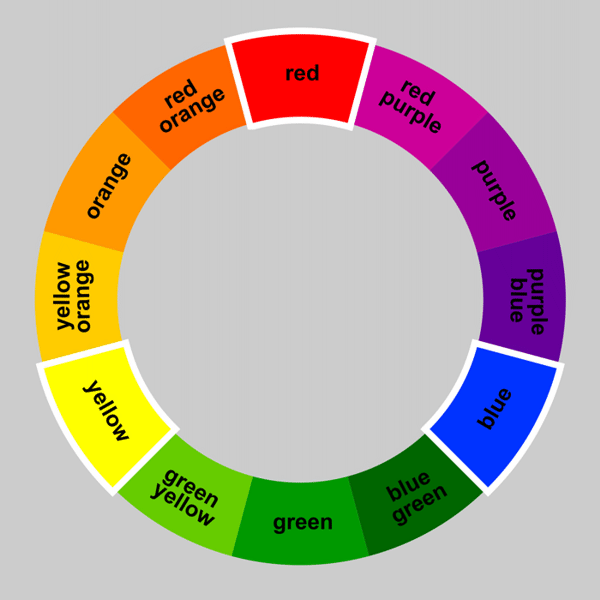 red
red
purple
purple
purple
blue
blue
blue
green
green
green
yellow
yellow
yellow
orange
orange
red
orange